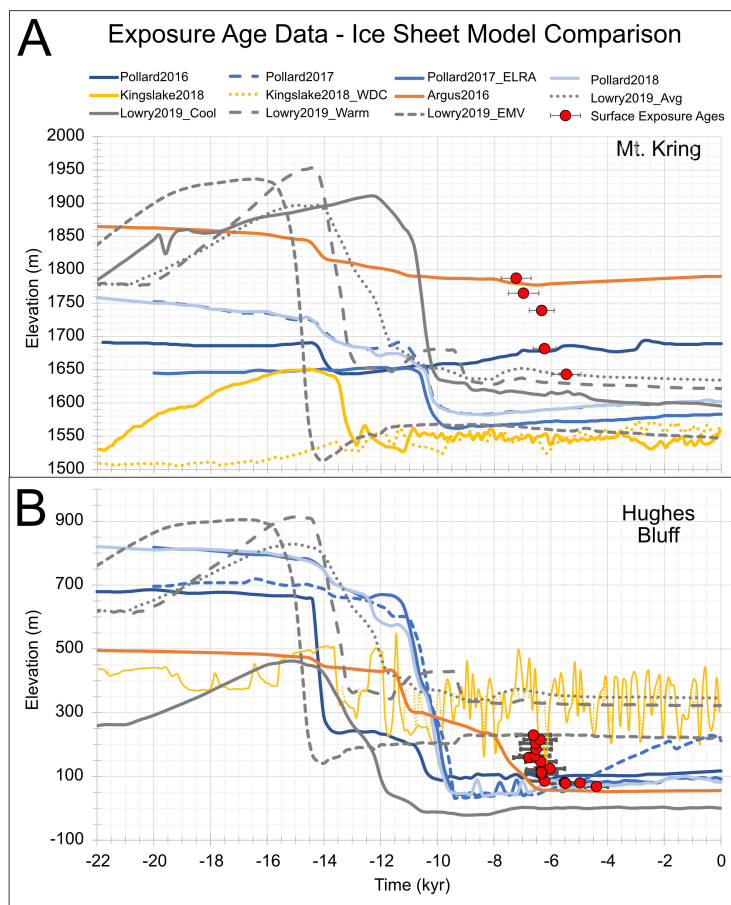 A
Exposure Age Data - Ice Sheet Model Comparison
Pollard2016 Pollard2017 Pollard2017_ELRA Pollard2018
Kingslake2018 Kingslake2018_WDC Argus2016 Lowry2019_Avg
Lowry2019_Cool Lowry2019_Warm Lowry2019_EMV Surface Exposure Ages
Mt. Kring
Elevation (m)
2000
1950
1900
1850
1800
1750
1700
1650
1600
1550
1500
B
Hughes
Bluff
Elevation (m)
900
700
500
300
100
-100
-22 -20 -18 -16 -14 -12 -10 -8 -6 -4 -2 0
Time (kyr)